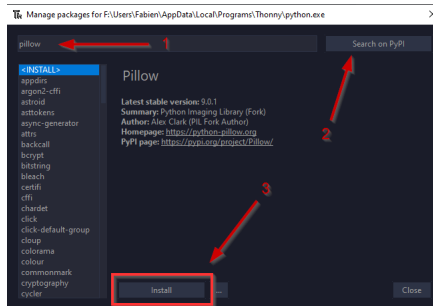 Manage packages for F:\Users\Fabien\AppData\Local\Programs\Thonny\python.exe
pillow
1
Search on PyPI
2
<INSTALL>
appdirs
argon2-cffi
astroid
asttokens
async-generator
attrs
backcall
bcrypt
bitstring
bleach
certifi
cffi
chardet
click
click-default-group
cloup
colorama
colour
commonmark
cryptography
cycler
Pillow
Latest stable version: 9.0.1
Summary: Python Imaging Library (Fork)
Author: Alex Clark (PIL Fork Author)
Homepage: https://python-pillow.org
PyPI page: https://pypi.org/project/Pillow/
3
Install
...
Close